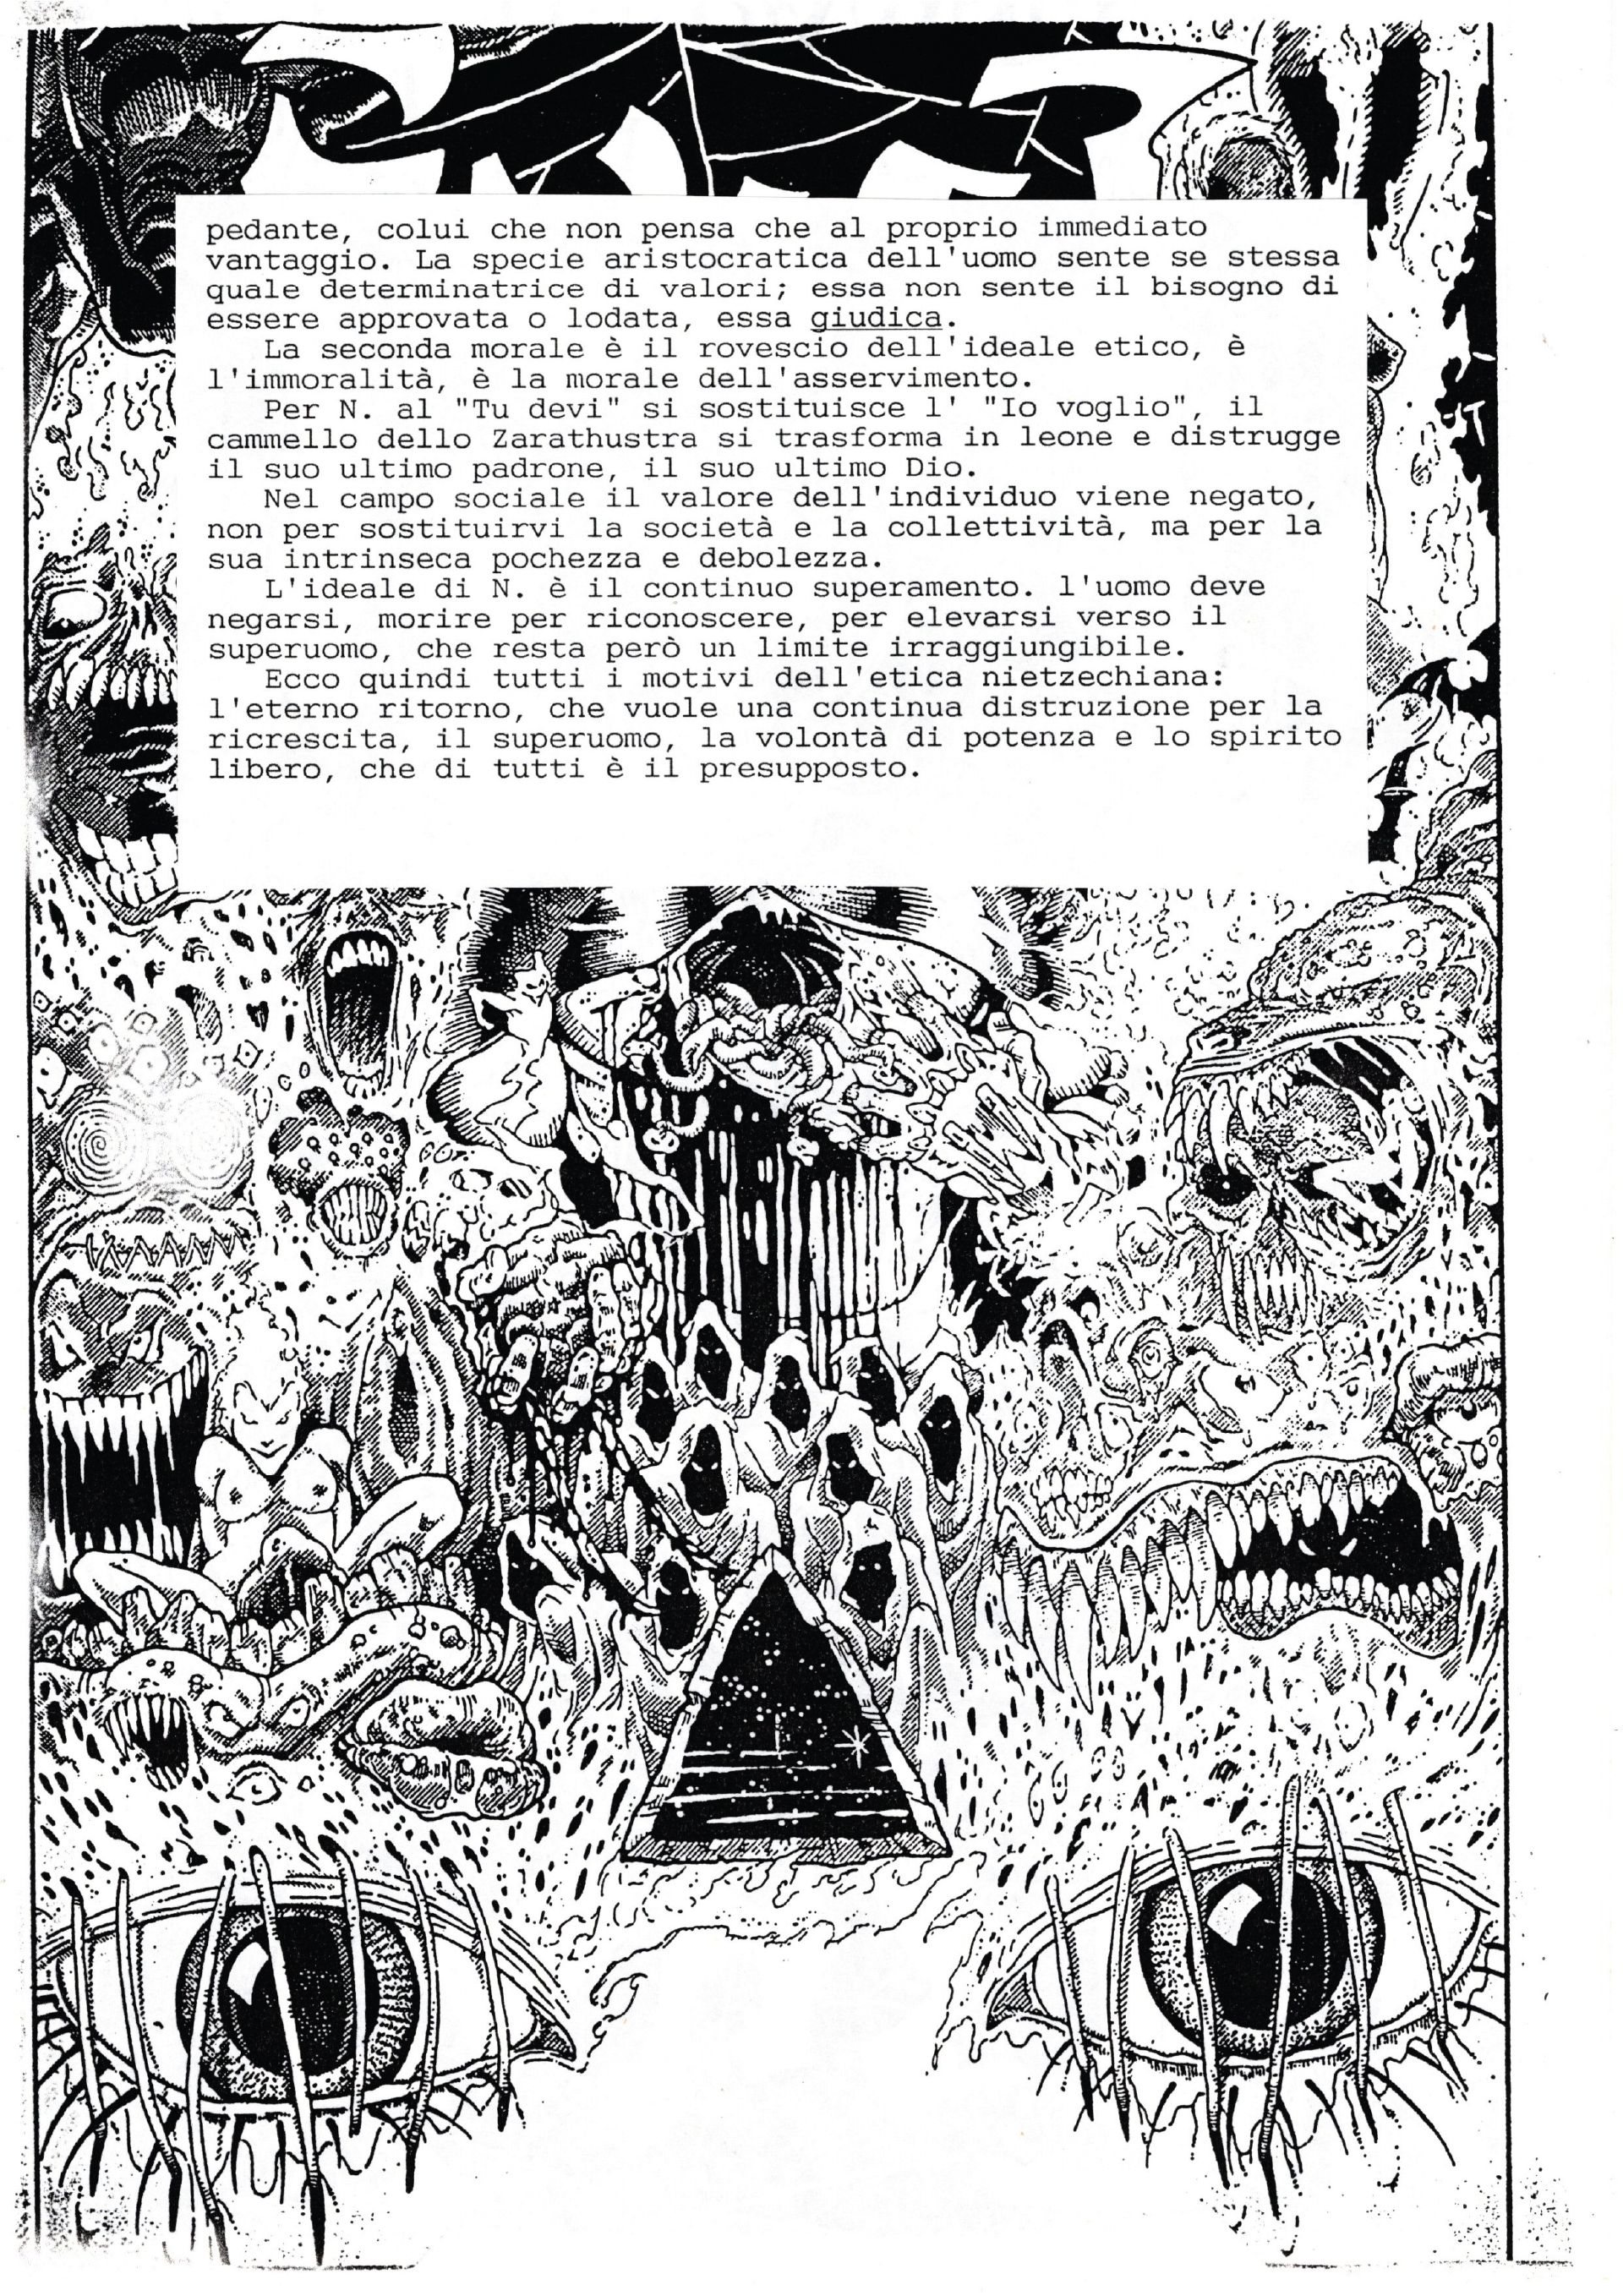 pedante, colui che non pensa che al proprio immediato
vantaggio. La specie aristocratica dell'uomo sente se stessa
quale determinatrice di valori; essa non sente il bisogno di
essere approvata o lodata, essa giudica.
La seconda morale è il rovescio dell'ideale etico, è
l'immoralità, è la morale dell'asservimento.
Per N. al "Tu devi" si sostituisce l' "Io voglio", il
cammello dello Zarathustra si trasforma in leone e distrugge
il suo ultimo padrone, il suo ultimo Dio.
Nel campo sociale il valore dell'individuo viene negato,
non per sostituirvi la società e la collettività, ma per la
sua intrinseca pochezza e debolezza.
L'ideale di N. è il continuo superamento. l'uomo deve
negarsi, morire per riconoscere, per elevarsi verso il
superuomo, che resta però un limite irraggiungibile.
Ecco quindi tutti i motivi dell'etica nietzechiana:
l'eterno ritorno, che vuole una continua distruzione per la
ricrescita, il superuomo, la volontà di potenza e lo spirito
libero, che di tutti è il presupposto.